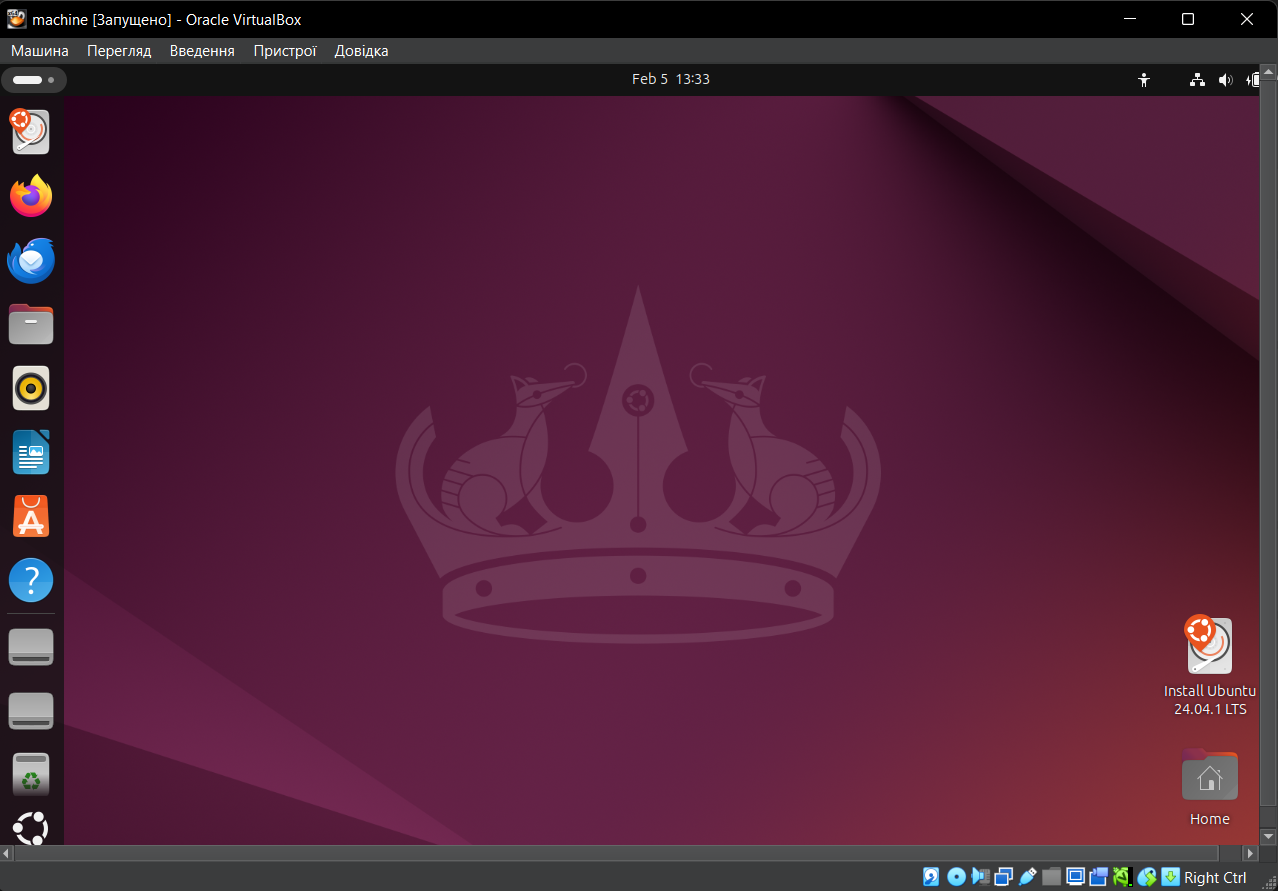 machine [Запущено] - Oracle VirtualBox
Машина Перегляд Введення Пристрої Довідка
Feb 5 13:33
Install Ubuntu
24.04.1 LTS
Home
Right Ctrl